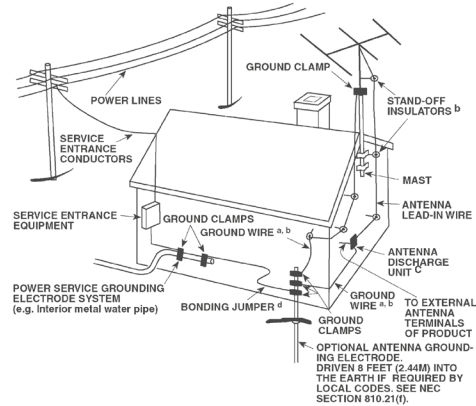 GROUND CLAMP
POWER LINES
STAND-OFF
INSULATORS b
SERVICE
ENTRANCE
CONDUCTORS
MAST
ANTENNA
LEAD-IN WIRE
SERVICE ENTRANCE
EQUIPMENT
GROUND CLAMPS
GROUND WIRE a, b
ANTENNA
DISCHARGE
UNIT C
POWER SERVICE GROUNDING
ELECTRODE SYSTEM
(e.g. Interior metal water pipe)
BONDING JUMPER d
GROUND
WIRE a, b
GROUND
CLAMPS
TO EXTERNAL
ANTENNA
TERMINALS
OF PRODUCT
OPTIONAL ANTENNA GROUND-
ING ELECTRODE.
DRIVEN 8 FEET (2.44M) INTO
THE EARTH IF REQUIRED BY
LOCAL CODES. SEE NEC
SECTION 810.21(f).